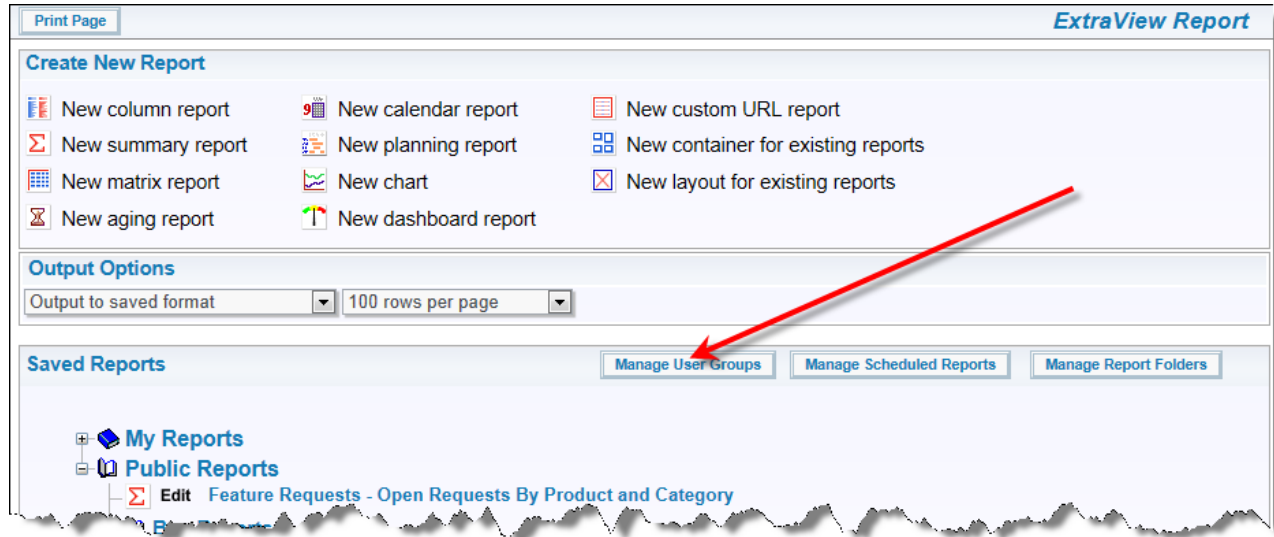 Print Page
ExtraView Report
Create New Report
New column report
New calendar report
New custom URL report
New summary report
New planning report
New container for existing reports
New matrix report
New chart
New layout for existing reports
New aging report
New dashboard report
Output Options
Output to saved format
100 rows per page
Saved Reports
Manage User Groups
Manage Scheduled Reports
Manage Report Folders
My Reports
Public Reports
Edit Feature Requests - Open Requests By Product and Category